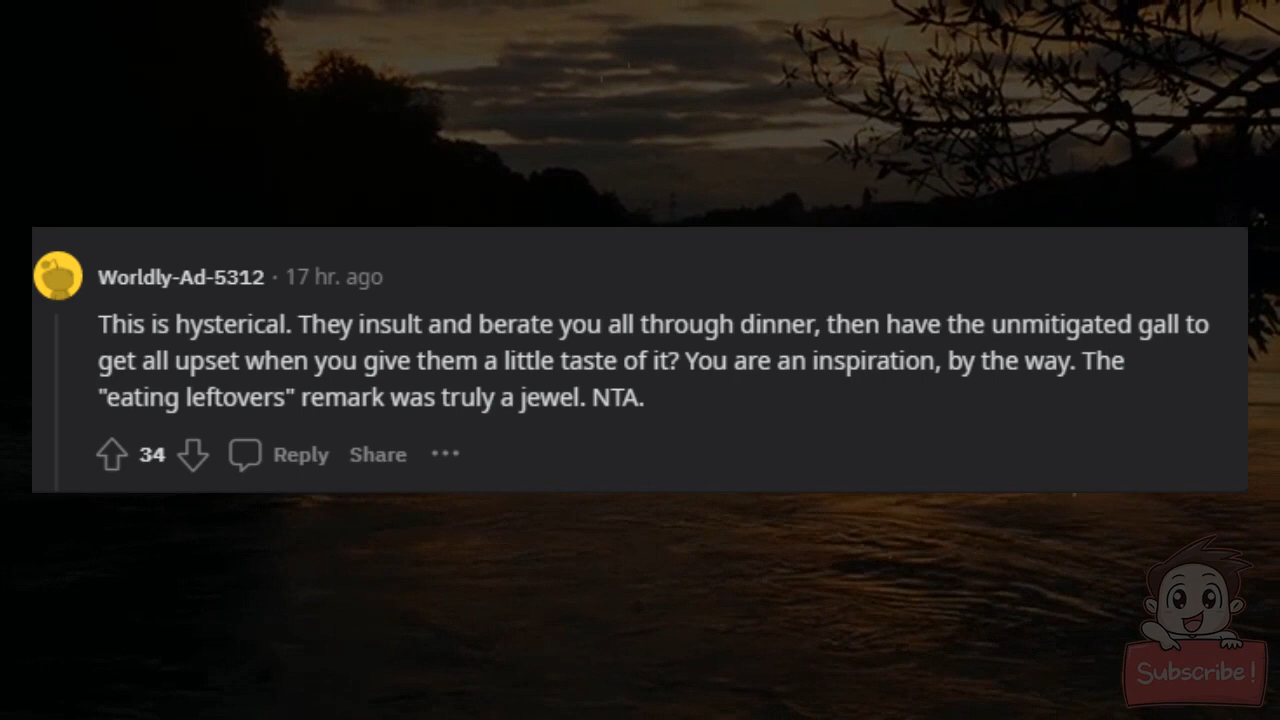 Worldly-Ad-5312 · 17 hr. ago
This is hysterical. They insult and berate you all through dinner, then have the unmitigated gall to
get all upset when you give them a little taste of it? You are an inspiration, by the way. The
"eating leftovers" remark was truly a jewel. NTA.
34 Reply Share ···
Subscribe!